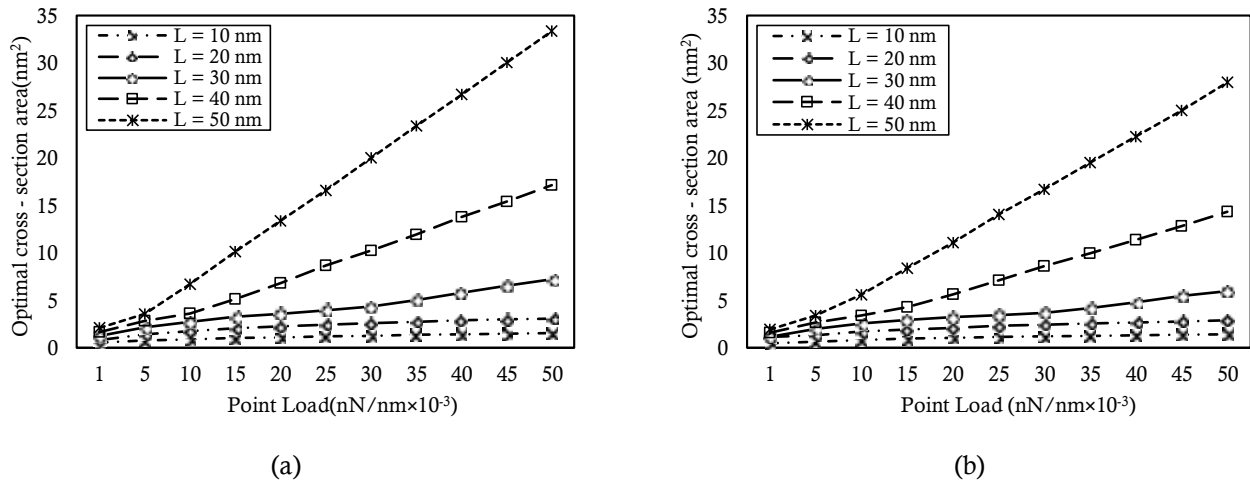 Optimal cross - section area(nm²)
35
30
25
20
15
10
5
0
L = 10 nm
L = 20 nm
L = 30 nm
L = 40 nm
L = 50 nm
1 5 10 15 20 25 30 35 40 45 50
Point Load(nN/nm×10⁻³)
(a)
Optimal cross - section area (nm²)
35
30
25
20
15
10
5
0
L = 10 nm
L = 20 nm
L = 30 nm
L = 40 nm
L = 50 nm
1 5 10 15 20 25 30 35 40 45 50
Point Load (nN/nm×10⁻³)
(b)